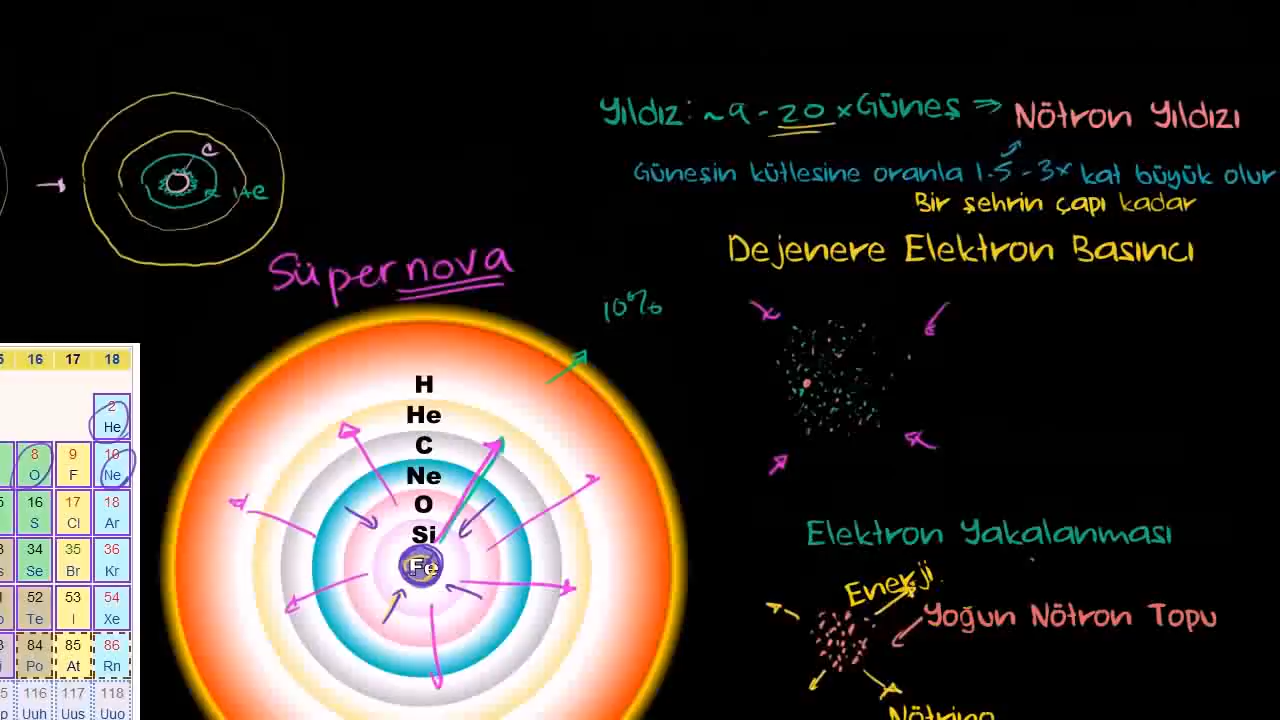 Yıldız: ~9 - 20 x Güneş ⇒ Nötron Yıldızı
Güneşin kütlesine oranla 1.5 - 3x kat büyük olur
Bir şehrin çapı kadar
Dejenere Elektron Basıncı
C
He
Süpernova
10%
H
He
C
Ne
O
Si
Fe
16 17 18
2
He
8 9 10
O F Ne
16 17 18
S Cl Ar
34 35 36
Se Br Kr
52 53 54
Te I Xe
84 85 86
Po At Rn
116 117 118
Uuh Uus Uuo
Elektron Yakalanması
Enerji
Yoğun Nötron Topu
Nötrino